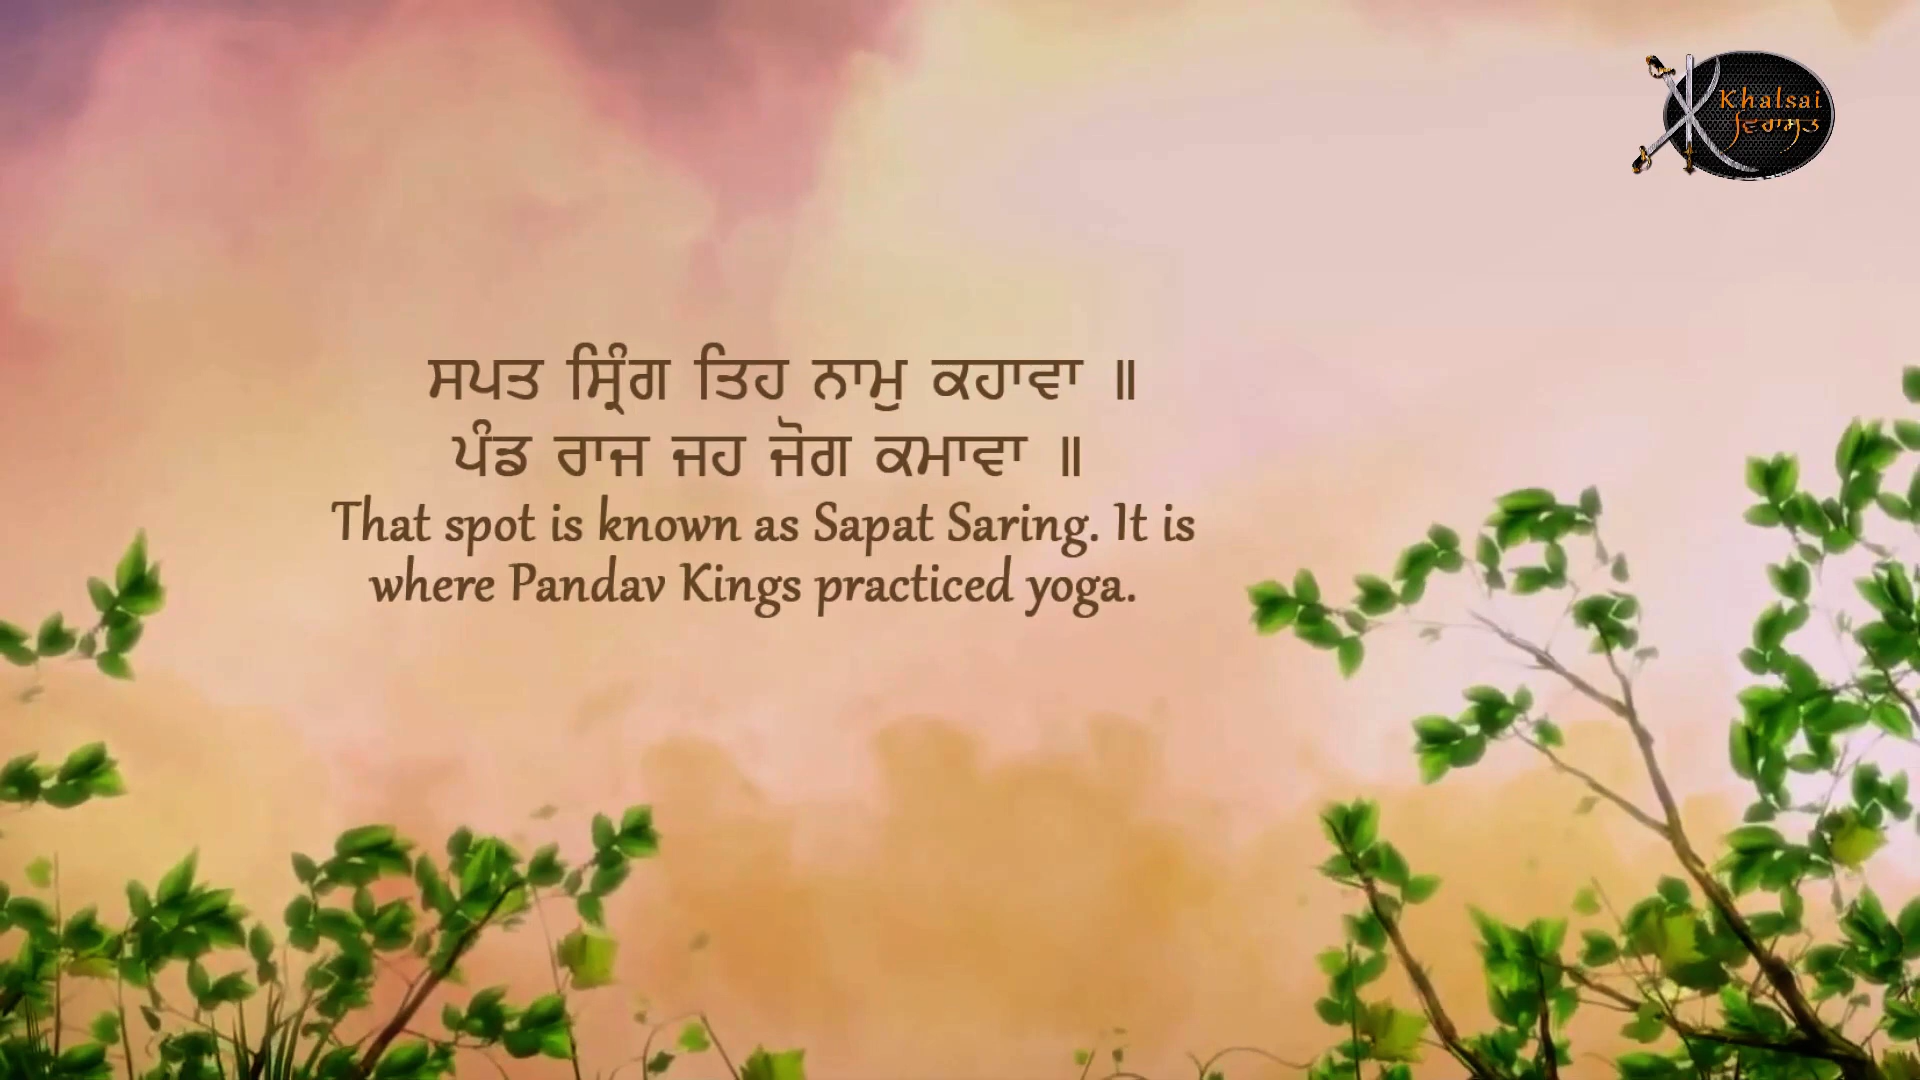 Khalsai
ਵਿਰਾਸਤ
ਸਪਤ ਸ੍ਰਿੰਗ ਤਿਹ ਨਾਮੁ ਕਹਾਵਾ ॥
ਪੰਡ ਰਾਜ ਜਹ ਜੋਗ ਕਮਾਵਾ ॥
That spot is known as Sapat Saring. It is
where Pandav Kings practiced yoga.